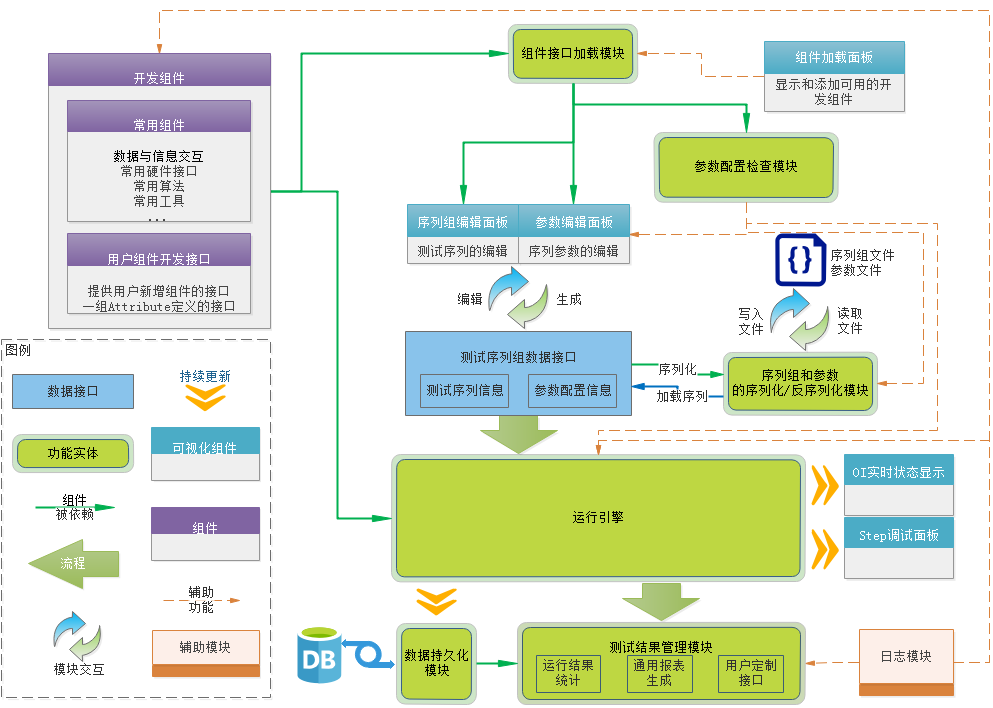 开发组件
常用组件
数据与信息交互
常用硬件接口
常用算法
常用工具
...
用户组件开发接口
提供用户新增组件的接口
一组Attribute定义的接口
组件接口加载模块
组件加载面板
显示和添加可用的开
发组件
参数配置检查模块
序列组编辑面板
测试序列的编辑
参数编辑面板
序列参数的编辑
编辑
生成
{}
序列组文件
参数文件
写入
文件
读取
文件
测试序列组数据接口
测试序列信息
参数配置信息
序列化
加载序列
序列组和参数
的序列化/反序列化模块
运行引擎
OI实时状态显示
Step调试面板
DB
数据持久化
模块
测试结果管理模块
运行结果
统计
通用报表
生成
用户定制
接口
日志模块
图例
数据接口
持续更新
功能实体
可视化组件
组件
被依赖
组件
流程
辅助
功能
模块交互
辅助模块